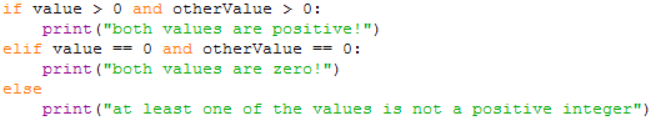 if value > 0 and otherValue > 0:
    print("both values are positive!")
elif value == 0 and otherValue == 0:
    print("both values are zero!")
else
    print("at least one of the values is not a positive integer")